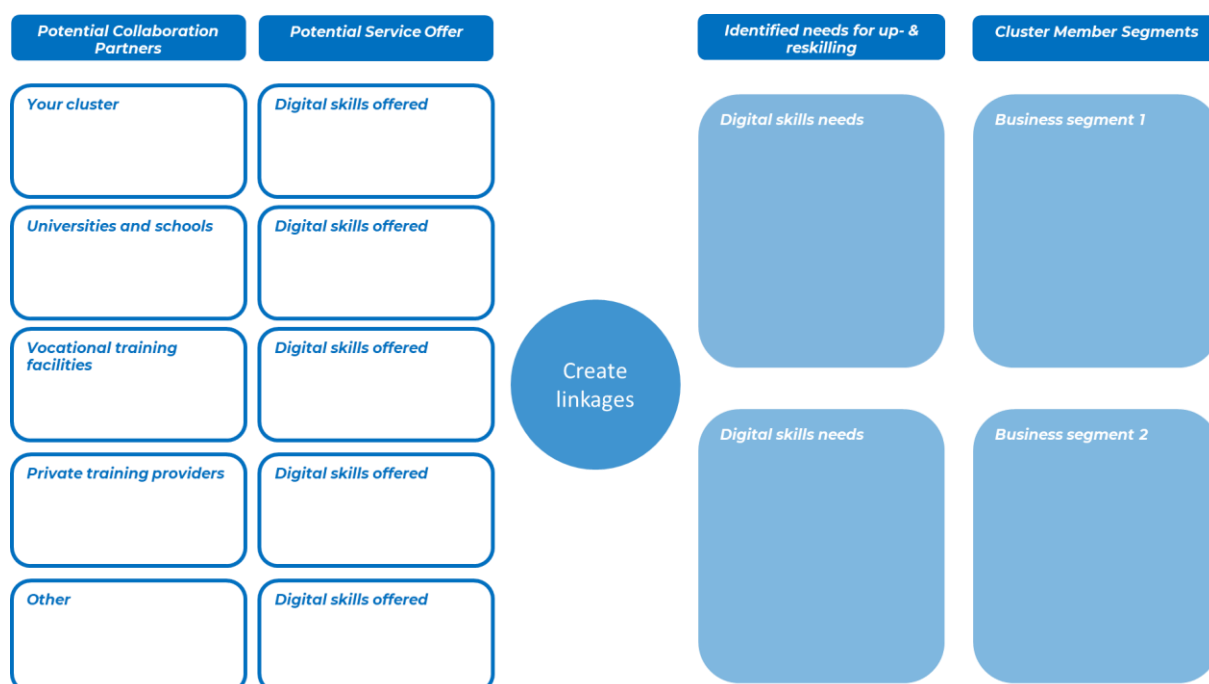 Potential Collaboration
Partners
Potential Service Offer
Identified needs for up- &
reskilling
Cluster Member Segments
Your cluster
Digital skills offered
Universities and schools
Digital skills offered
Vocational training
facilities
Digital skills offered
Private training providers
Digital skills offered
Other
Digital skills offered
Create
linkages
Digital skills needs
Business segment 1
Digital skills needs
Business segment 2